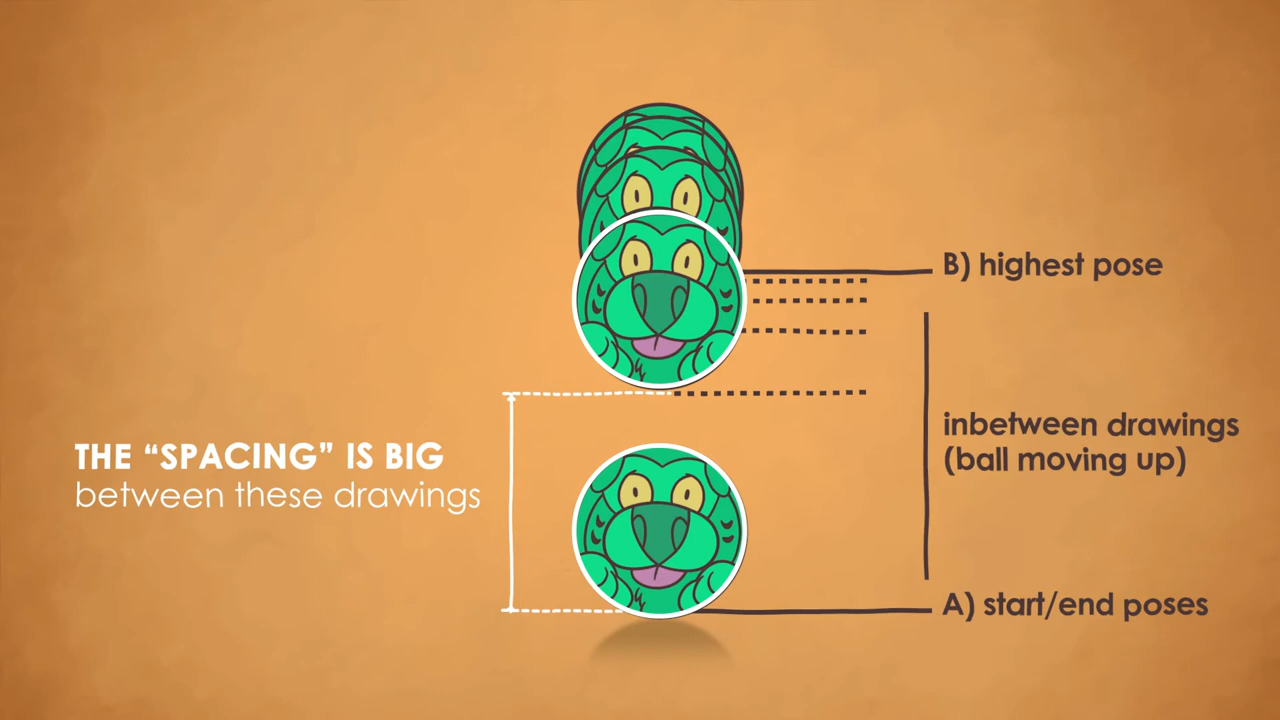 B) highest pose
THE “SPACING” IS BIG
between these drawings
inbetween drawings
(ball moving up)
A) start/end poses